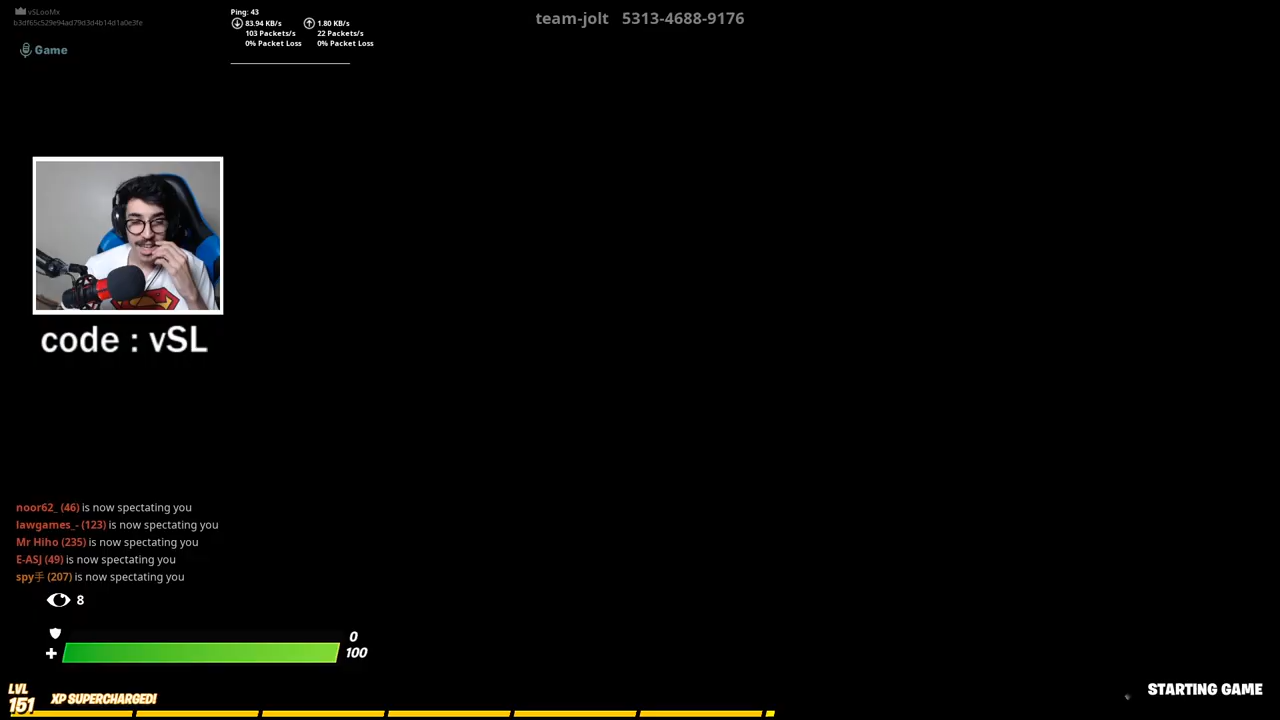 vSLooMx
b3df65c529e94ad79d3d4b14d1a0e3fe
Game
Ping: 43
83.94 KB/s 1.80 KB/s
103 Packets/s 22 Packets/s
0% Packet Loss 0% Packet Loss
team-jolt 5313-4688-9176
code : vSL
noor62_ (46) is now spectating you
lawgames_- (123) is now spectating you
Mr Hiho (235) is now spectating you
E-ASJ (49) is now spectating you
spy手 (207) is now spectating you
8
0
100
LVL
151
XP SUPERCHARGED!
STARTING GAME